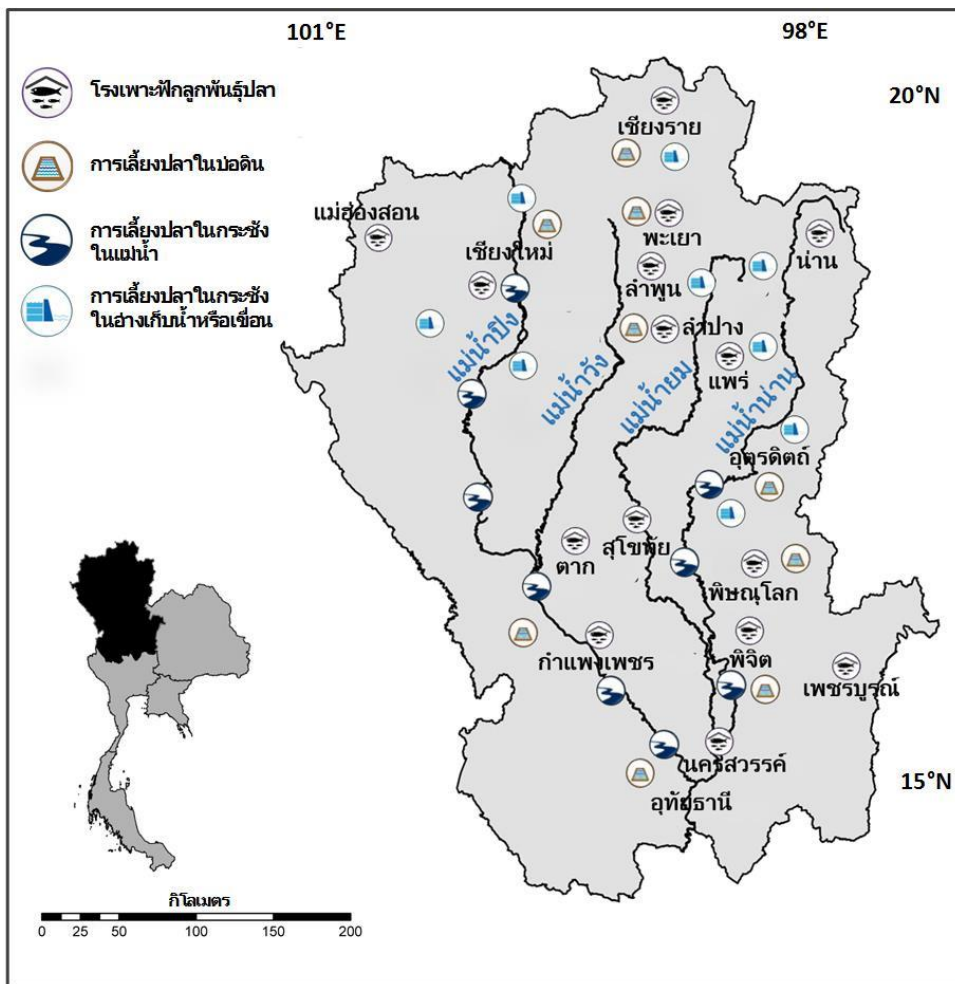 101°E
98°E
20°N
15°N
โรงเพาะฟักลูกพันธุ์ปลา
การเลี้ยงปลาในบ่อดิน
การเลี้ยงปลาในกระชัง
ในแม่น้ำ
การเลี้ยงปลาในกระชัง
ในอ่างเก็บน้ำหรือเขื่อน
เชียงราย
แม่ฮ่องสอน
พะเยา
เชียงใหม่
น่าน
ลำพูน
ลำปาง
แพร่
แม่น้ำปิง
แม่น้ำวัง
แม่น้ำยม
แม่น้ำน่าน
อุตรดิตถ์
สุโขทัย
ตาก
พิษณุโลก
กำแพงเพชร
พิจิต
เพชรบูรณ์
นครสวรรค์
อุทัยธานี
กิโลเมตร
0 25 50 100 150 200